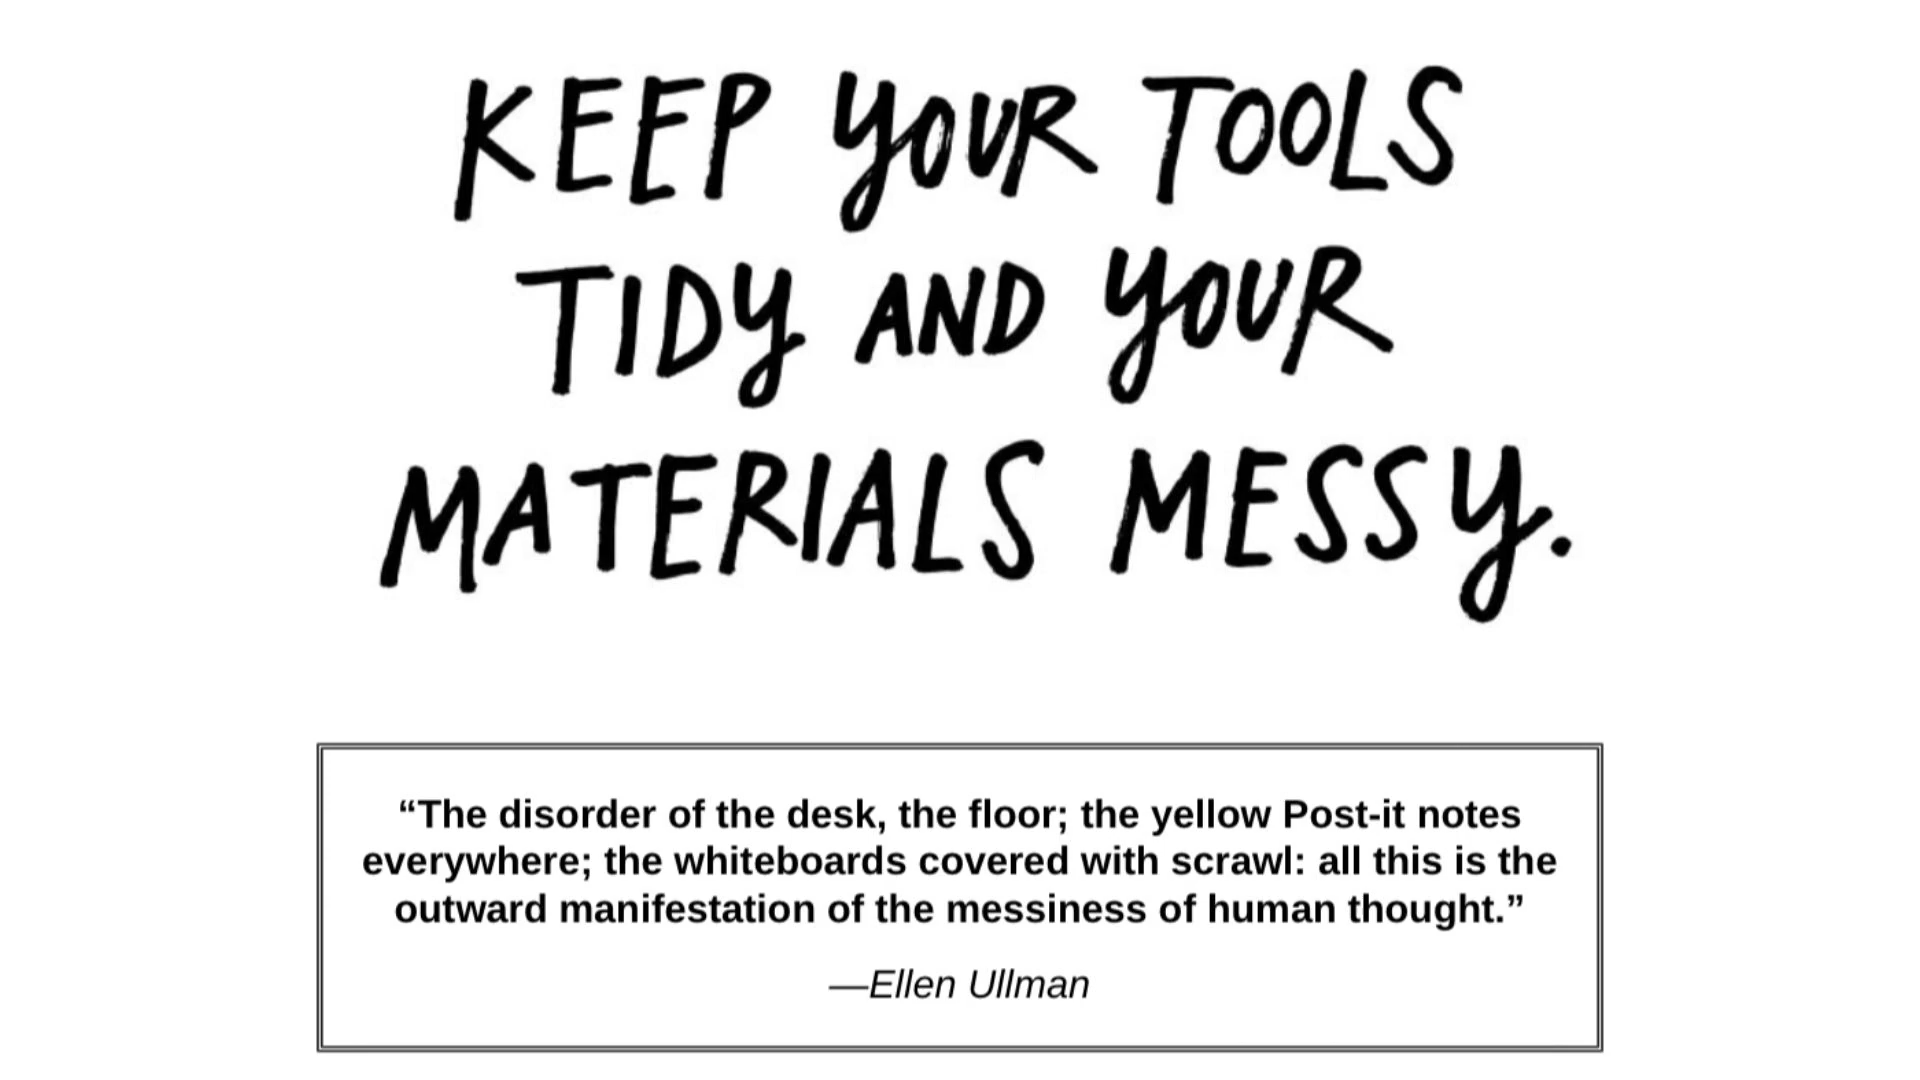 KEEP YOUR TOOLS
TIDY AND YOUR
MATERIALS MESSY.
“The disorder of the desk, the floor; the yellow Post-it notes
everywhere; the whiteboards covered with scrawl: all this is the
outward manifestation of the messiness of human thought.”
—Ellen Ullman